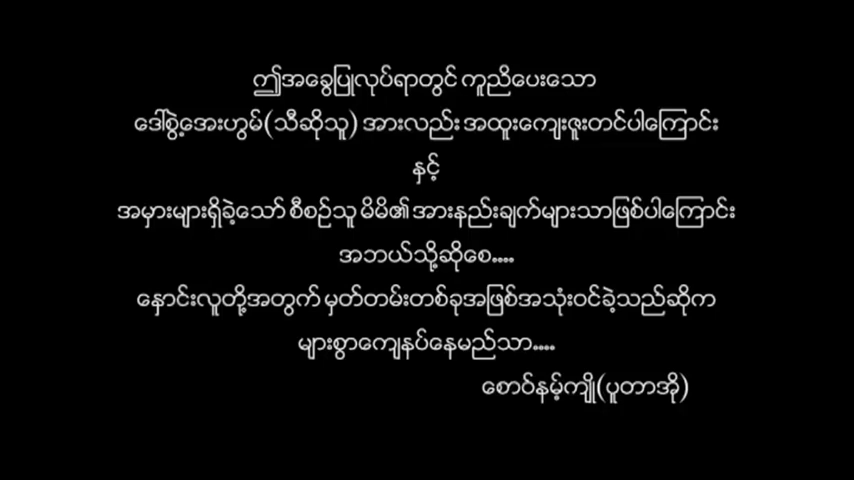 ဤအခွေပြုလုပ်ရာတွင် ကူညီပေးသော
ဒေါ်စွဲ့အေးဟွမ်(သီဆိုသူ) အားလည်း အထူးကျေးဇူးတင်ပါကြောင်း
နှင့်
အမှားများရှိခဲ့သော် စီစဉ်သူ မိမိ၏ အားနည်းချက်များသာဖြစ်ပါကြောင်း
အဘယ်သို့ဆိုစေ....
နှောင်းလူတို့အတွက် မှတ်တမ်းတစ်ခုအဖြစ်အသုံးဝင်ခဲ့သည်ဆိုက
များစွာကျေနပ်နေမည်သာ....
စောဝ်နမ့်ကျို(ပူတာအို)